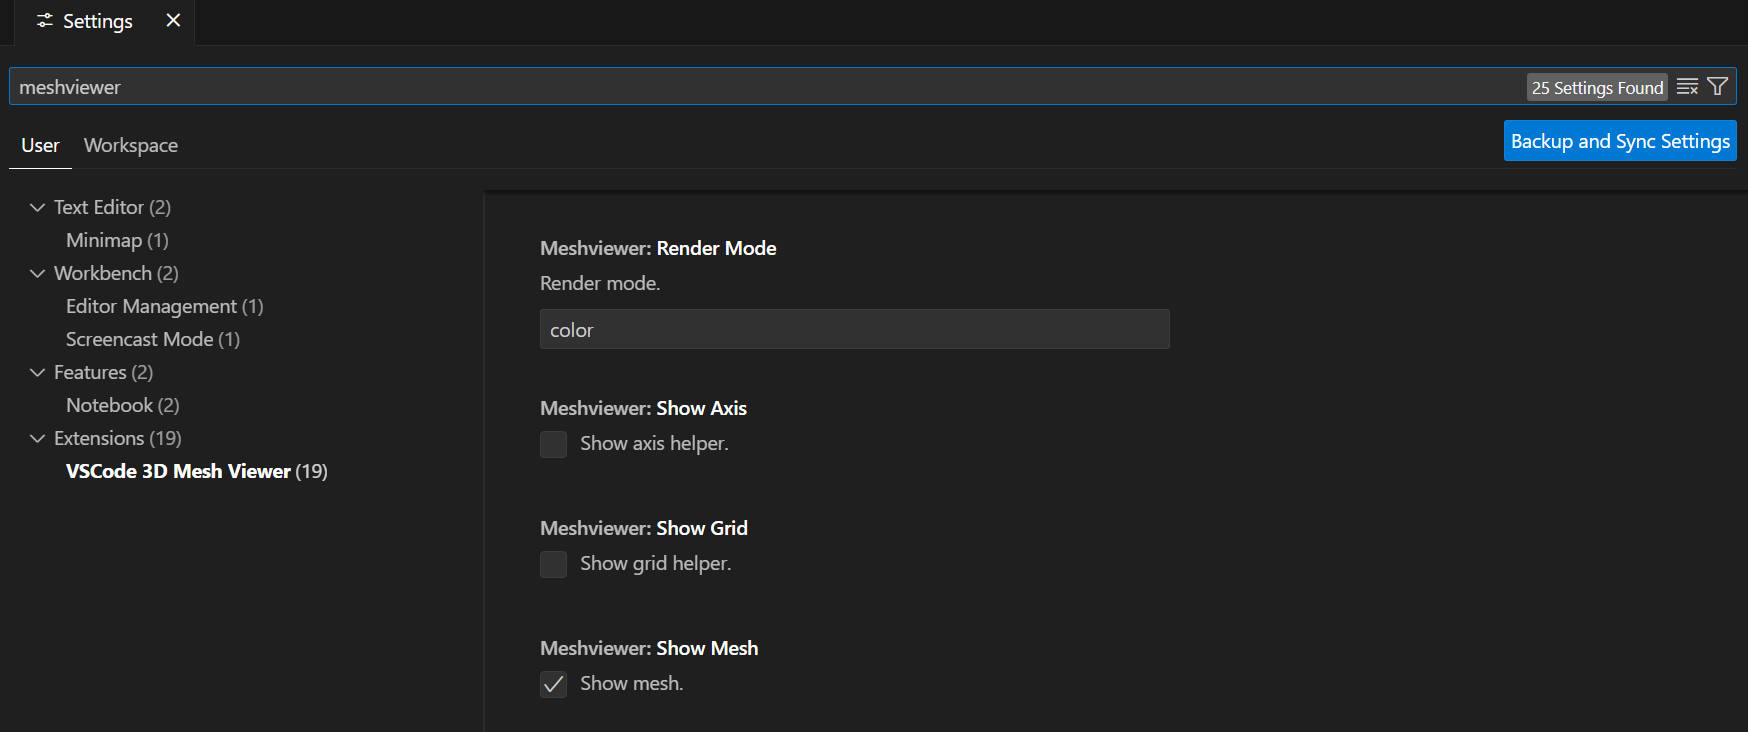 Settings
meshviewer
25 Settings Found
User Workspace
Backup and Sync Settings
Text Editor (2)
Minimap (1)
Workbench (2)
Editor Management (1)
Screencast Mode (1)
Features (2)
Notebook (2)
Extensions (19)
VSCode 3D Mesh Viewer (19)
Meshviewer: Render Mode
Render mode.
color
Meshviewer: Show Axis
Show axis helper.
Meshviewer: Show Grid
Show grid helper.
Meshviewer: Show Mesh
Show mesh.